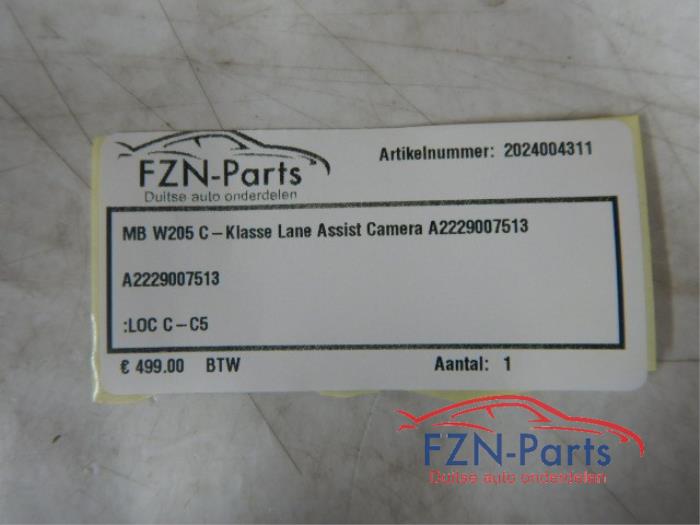 FZN-Parts
Duitse auto onderdelen
Artikelnummer: 2024004311
MB W205 C-Klasse Lane Assist Camera A2229007513
A2229007513
:LOC C-C5
€ 499.00 BTW Aantal: 1
FZN-Parts
Duitse auto onderdelen